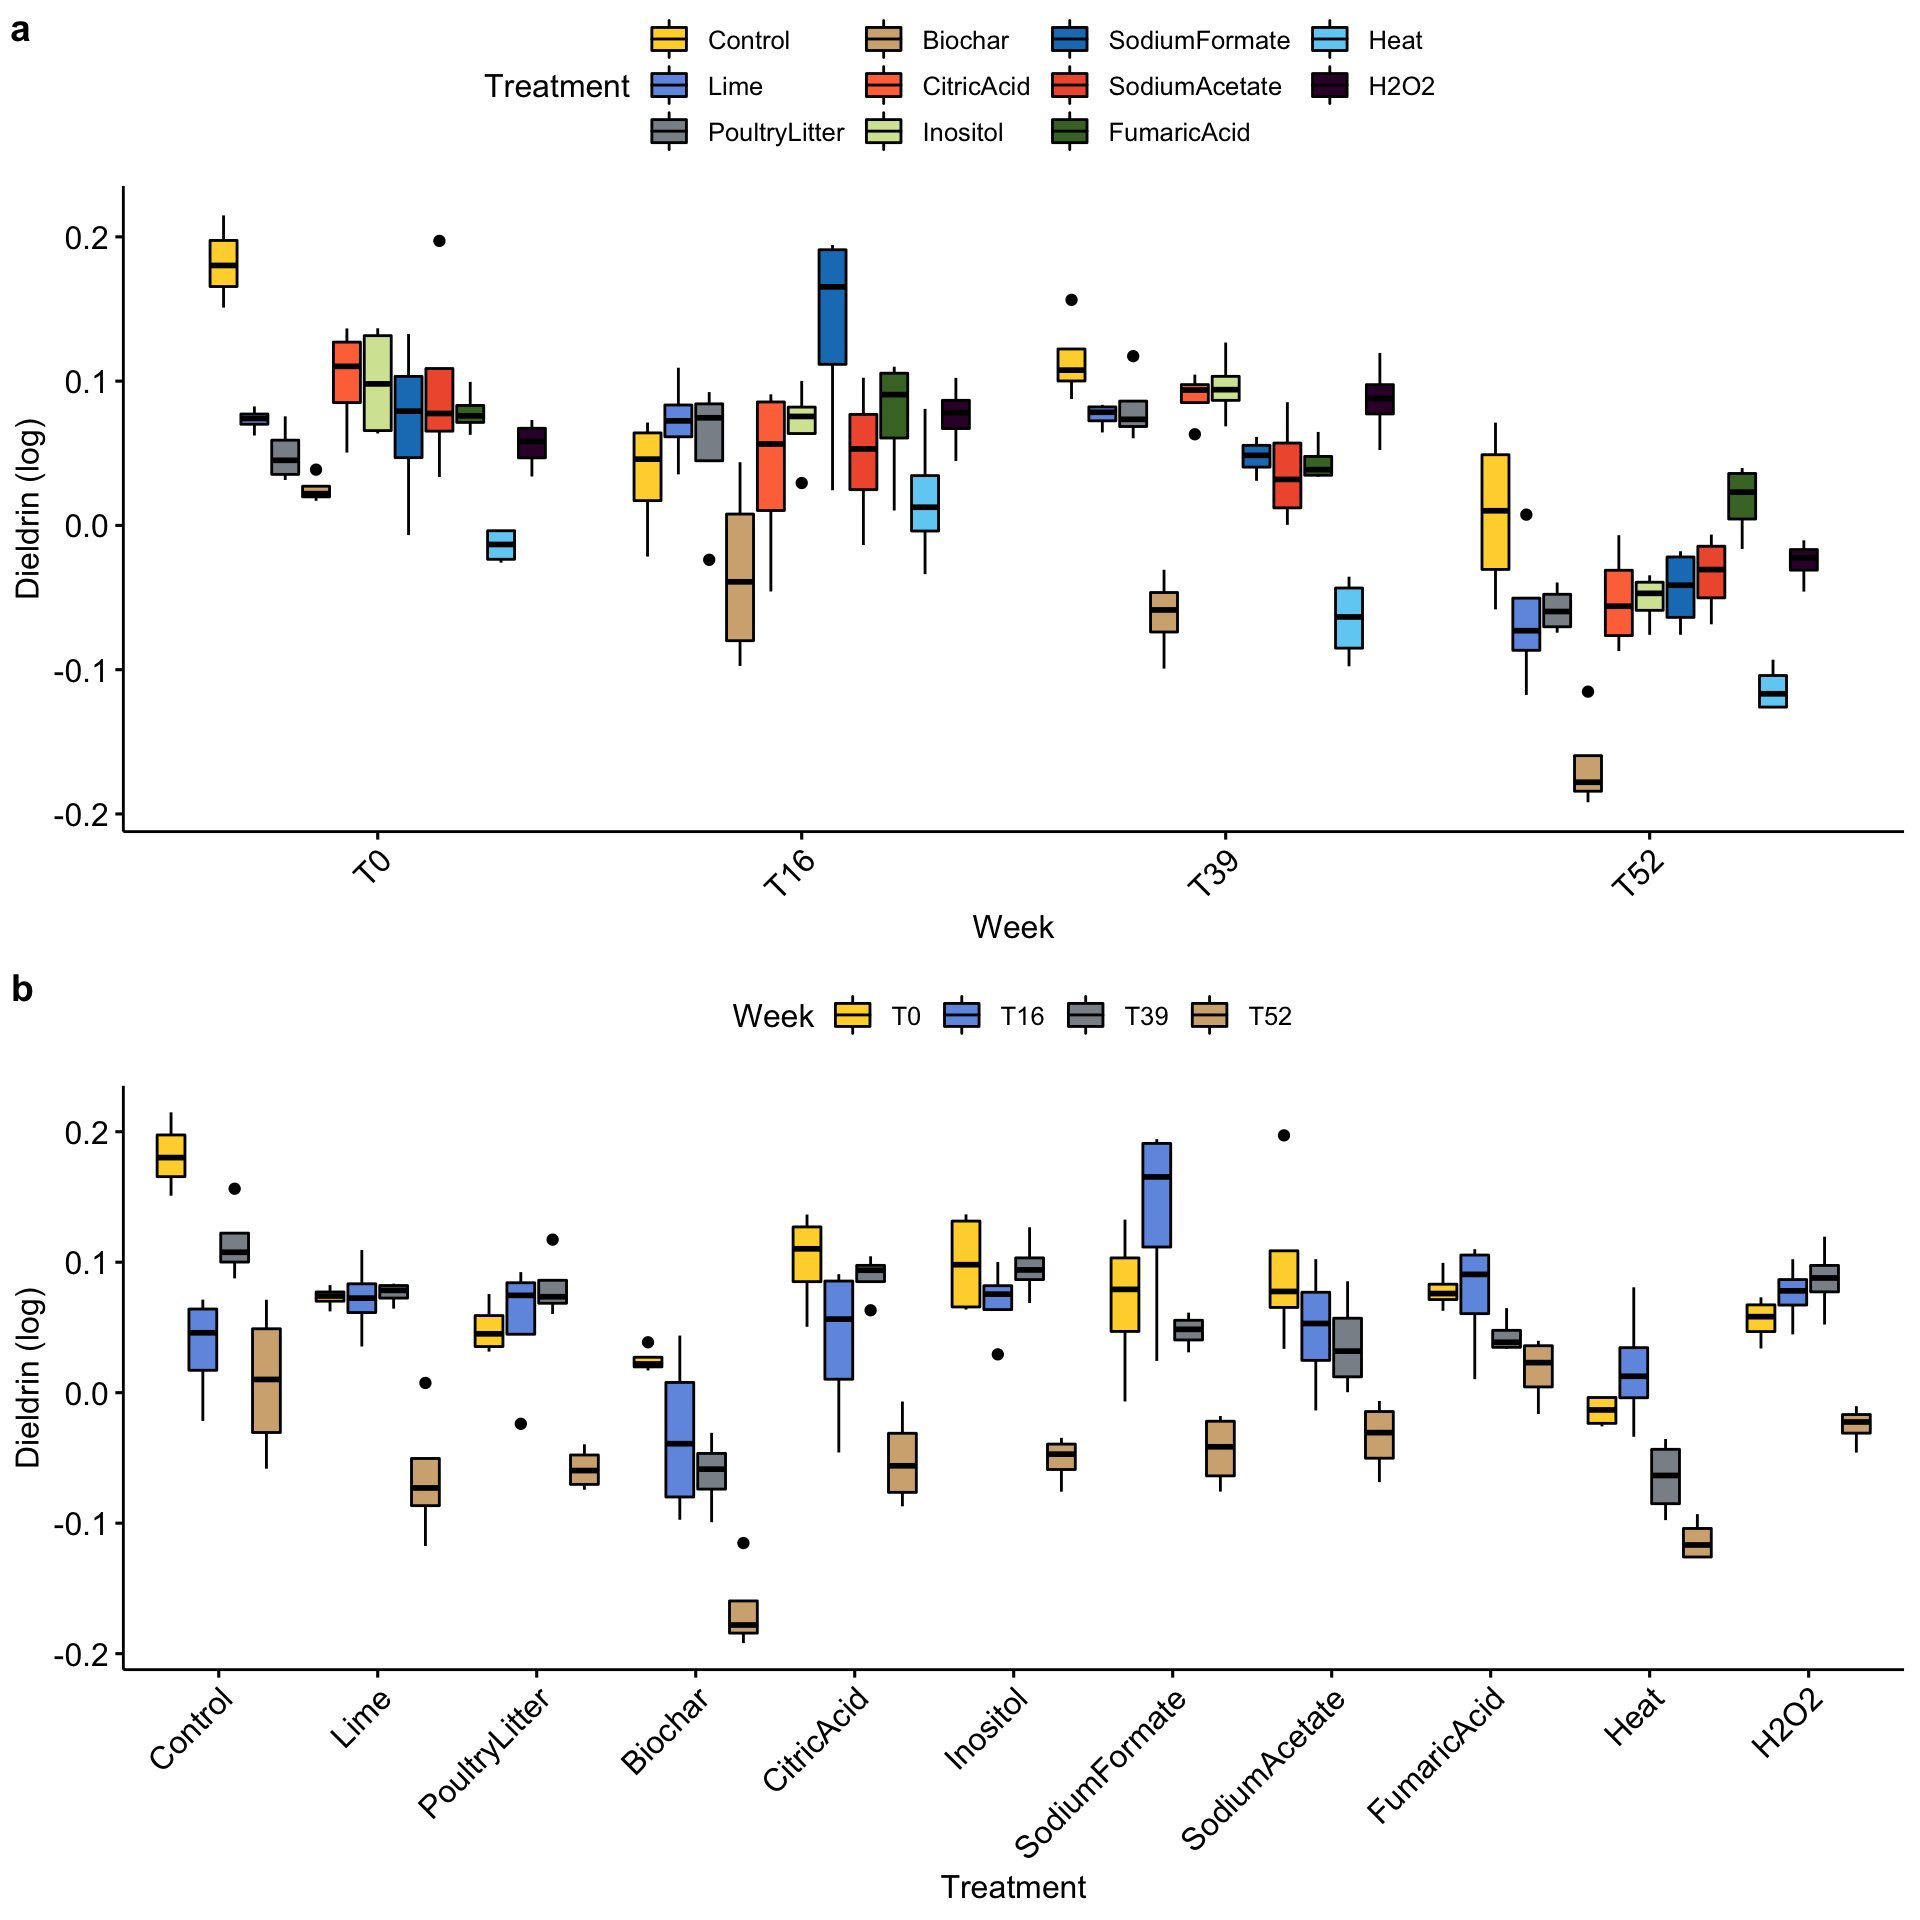 a
Treatment
Control
Biochar
SodiumFormate
Heat
Lime
CitricAcid
SodiumAcetate
H2O2
PoultryLitter
Inositol
FumaricAcid
Dieldrin (log)
0.2
0.1
0.0
-0.1
-0.2
T0
T16
T39
T52
Week
b
Week
T0
T16
T39
T52
Dieldrin (log)
0.2
0.1
0.0
-0.1
-0.2
Control
Lime
PoultryLitter
Biochar
CitricAcid
Inositol
SodiumFormate
SodiumAcetate
FumaricAcid
Heat
H2O2
Treatment